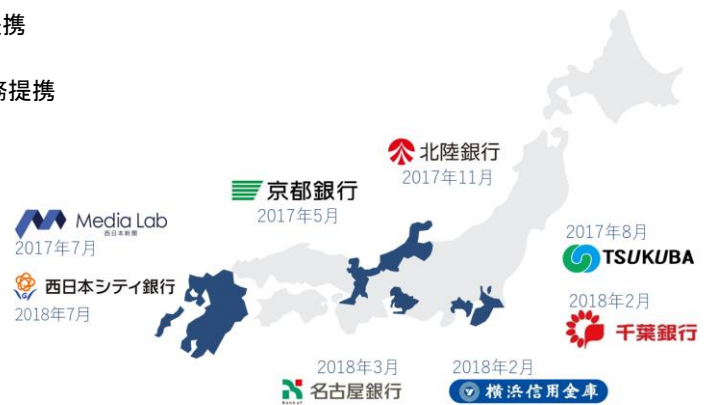 携
務提携
北陸銀行
2017年11月
京都銀行
2017年5月
Media Lab
西日本新聞
2017年7月
西日本シティ銀行
2018年7月
2017年8月
TSUKUBA
2018年2月
千葉銀行
2018年3月
名古屋銀行
2018年2月
横浜信用金庫